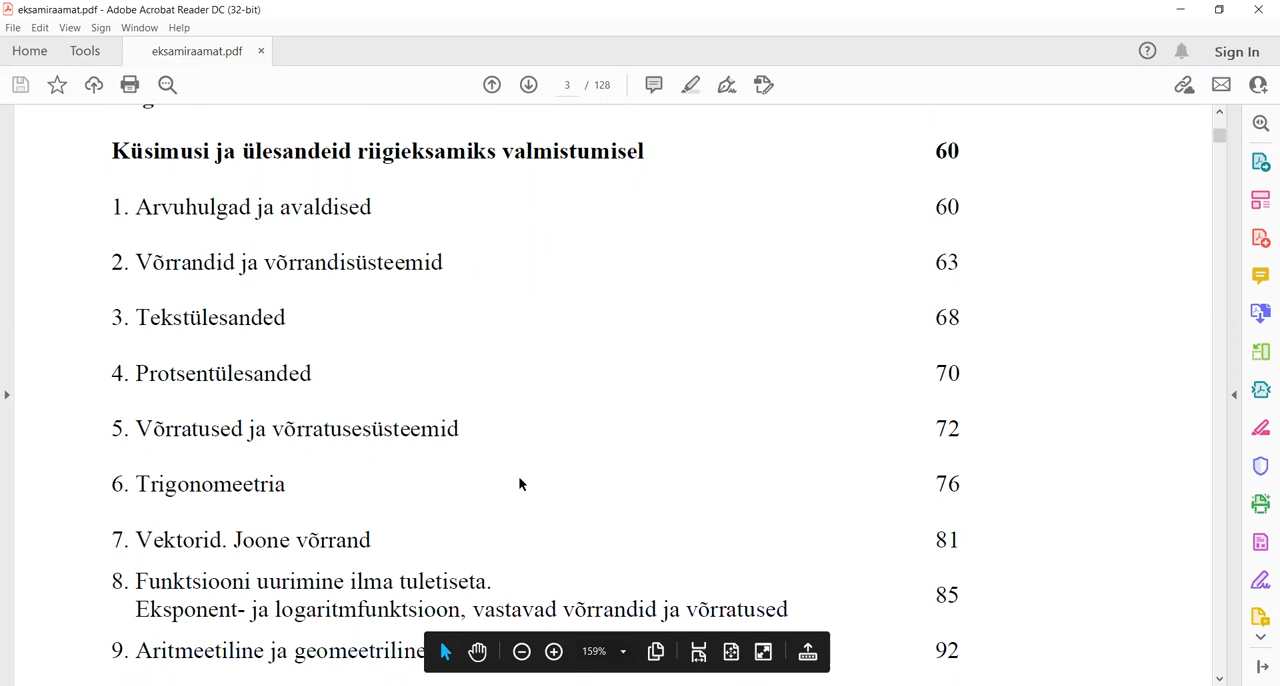 eksamiraamat.pdf - Adobe Acrobat Reader DC (32-bit)
File Edit View Sign Window Help
Home Tools eksamiraamat.pdf × Sign In
3 / 128
Küsimusi ja ülesandeid riigieksamiks valmistumisel 60
1. Arvuhulgad ja avaldised 60
2. Võrrandid ja võrrandisüsteemid 63
3. Tekstülesanded 68
4. Protsentülesanded 70
5. Võrratused ja võrratusesüsteemid 72
6. Trigonomeetria 76
7. Vektorid. Joone võrrand 81
8. Funktsiooni uurimine ilma tuletiseta.
Eksponent- ja logaritmfunktsioon, vastavad võrrandid ja võrratused 85
9. Aritmeetiline ja geomeetriline 92
159%